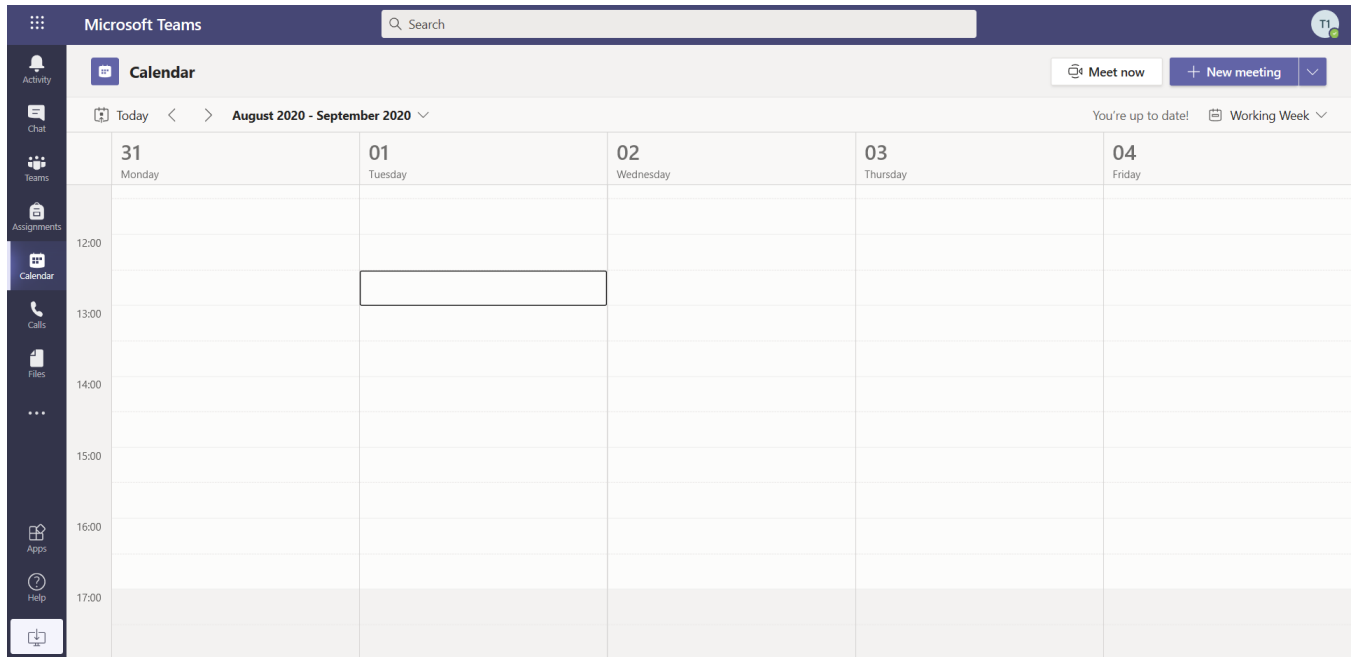 Microsoft Teams
Search
T1
Activity
Chat
Teams
Assignments
Calendar
Calls
Files
Apps
Help
Calendar
Meet now
New meeting
Today
August 2020 - September 2020
You're up to date!
Working Week
31
Monday
01
Tuesday
02
Wednesday
03
Thursday
04
Friday
12:00
13:00
14:00
15:00
16:00
17:00